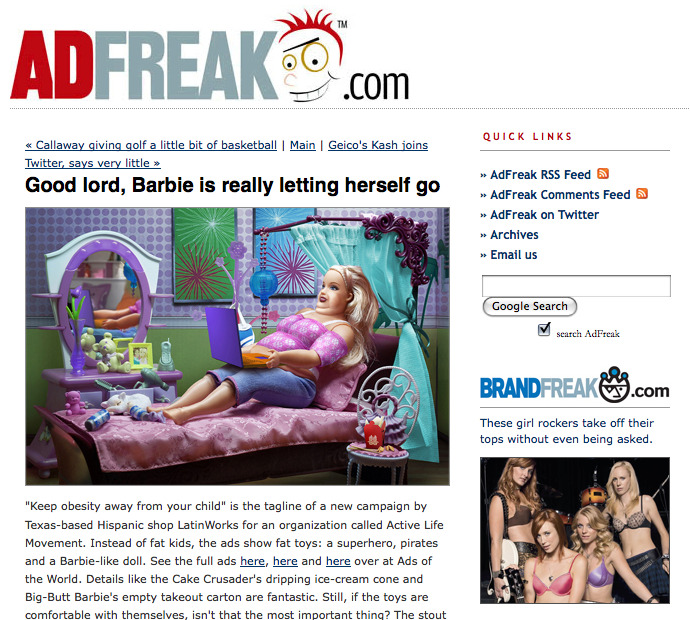 ADFREAK.com
TM
« Callaway giving golf a little bit of basketball | Main | Geico's Kash joins
Twitter, says very little »
Good lord, Barbie is really letting herself go
"Keep obesity away from your child" is the tagline of a new campaign by
Texas-based Hispanic shop LatinWorks for an organization called Active Life
Movement. Instead of fat kids, the ads show fat toys: a superhero, pirates
and a Barbie-like doll. See the full ads here, here and here over at Ads of
the World. Details like the Cake Crusader's dripping ice-cream cone and
Big-Butt Barbie's empty takeout carton are fantastic. Still, if the toys are
comfortable with themselves, isn't that the most important thing? The stout
QUICK LINKS
›› AdFreak RSS Feed
›› AdFreak Comments Feed
›› AdFreak on Twitter
›› Archives
›› Email us
Google Search
search AdFreak
BRANDFREAK.com
These girl rockers take off their
tops without even being asked.